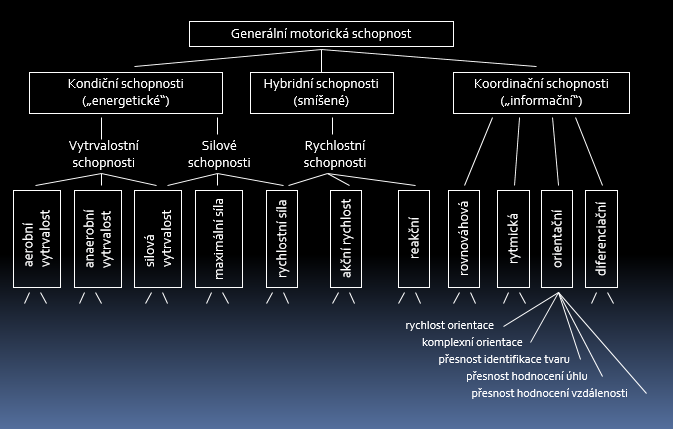 Generální motorická schopnost
Kondiční schopnosti
(„energetické“)
Hybridní schopnosti
(smíšené)
Koordinační schopnosti
(„informační“)
Vytrvalostní
schopnosti
Silové
schopnosti
Rychlostní
schopnosti
aerobní
vytrvalost
anaerobní
vytrvalost
silová
vytrvalost
maximální síla
rychlostní síla
akční rychlost
reakční
rovnováhová
rytmická
orientační
diferenciační
rychlost orientace
komplexní orientace
přesnost identifikace tvaru
přesnost hodnocení úhlu
přesnost hodnocení vzdálenosti